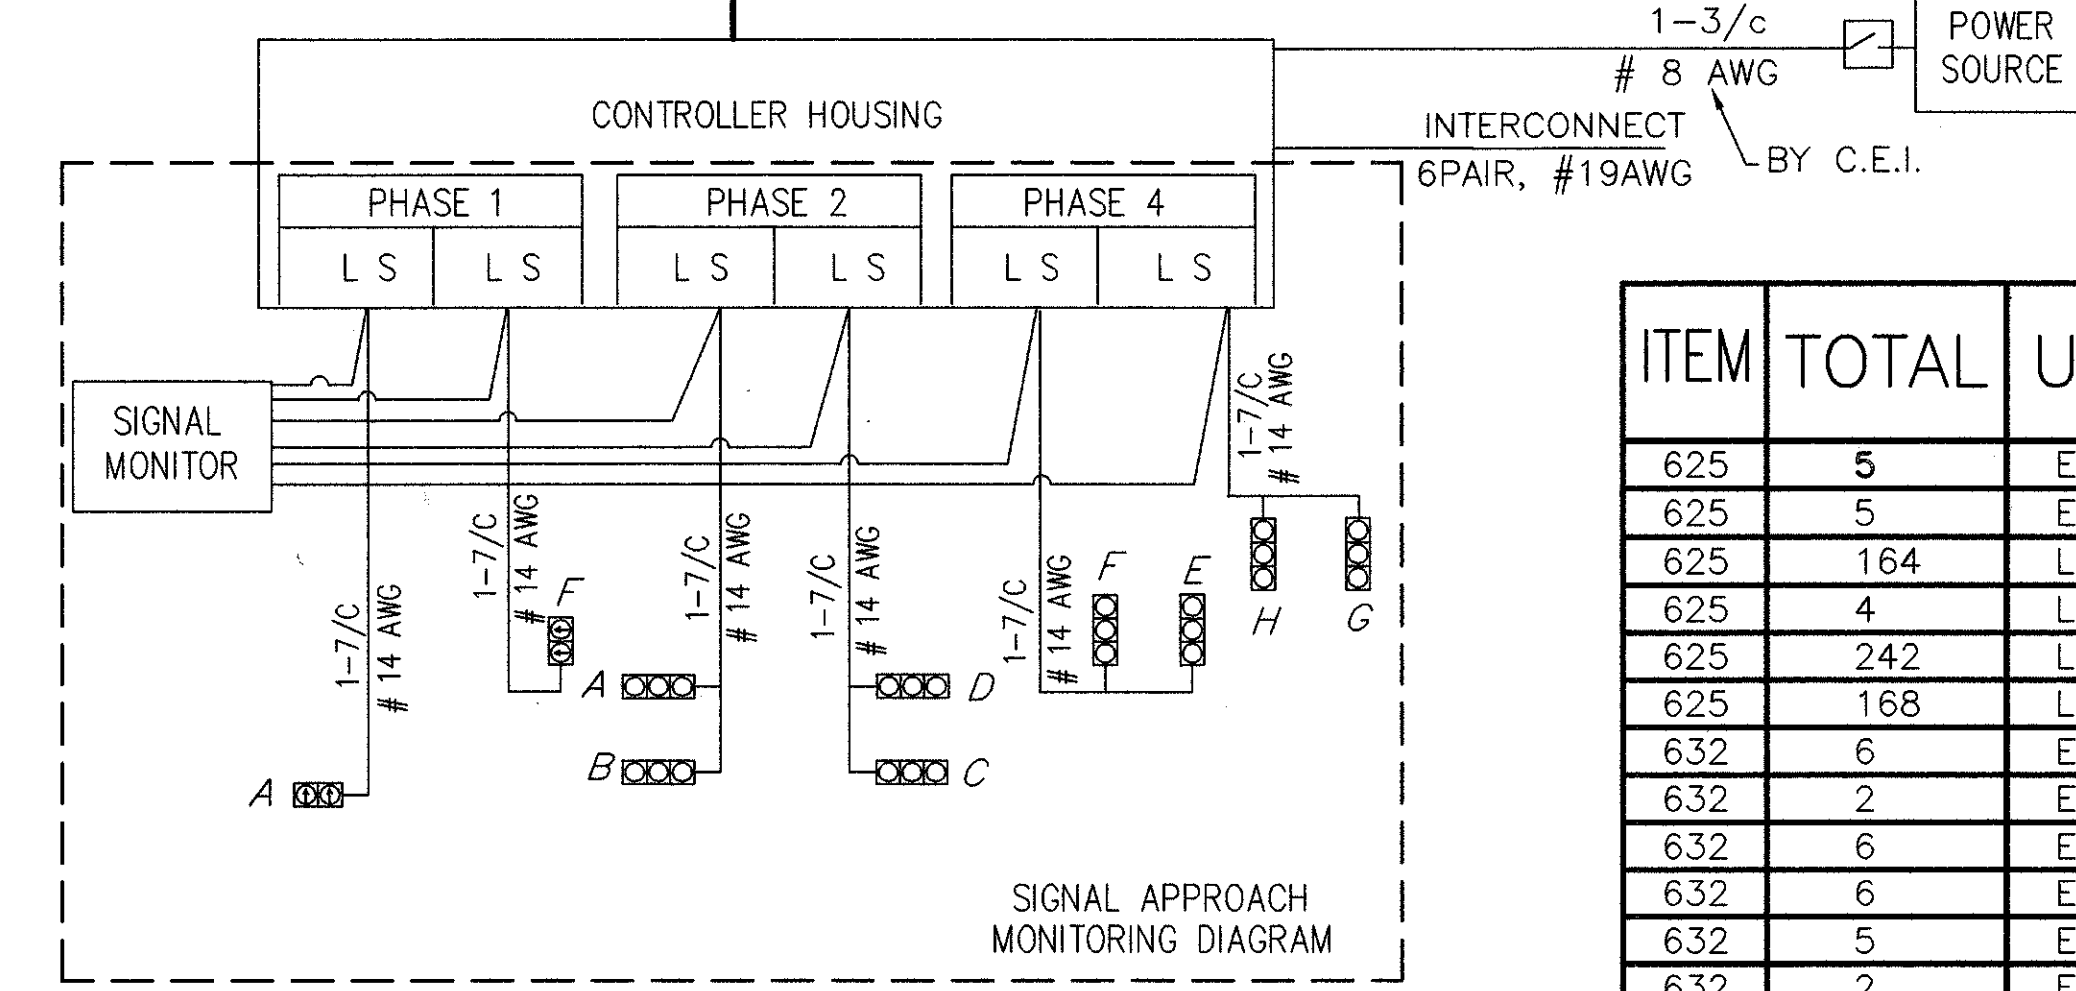 1-3/c
# 8 AWG
POWER
SOURCE
CONTROLLER HOUSING
INTERCONNECT
6PAIR, #19AWG
BY C.E.I.
PHASE 1
PHASE 2
PHASE 4
L S
L S
L S
L S
L S
L S
SIGNAL
MONITOR
1-7/C
# 14 AWG
1-7/C
# 14 AWG
1-7/C
# 14 AWG
1-7/C
# 14 AWG
1-7/C
# 14 AWG
1-7/C
# 14 AWG
F
F
E
H
G
A
D
B
C
A
SIGNAL APPROACH
MONITORING DIAGRAM
ITEM TOTAL U
625 5 E
625 5 E
625 164 L
625 4 L
625 242 L
625 168 L
632 6 E
632 2 E
632 6 E
632 6 E
632 5 E
632 2 E